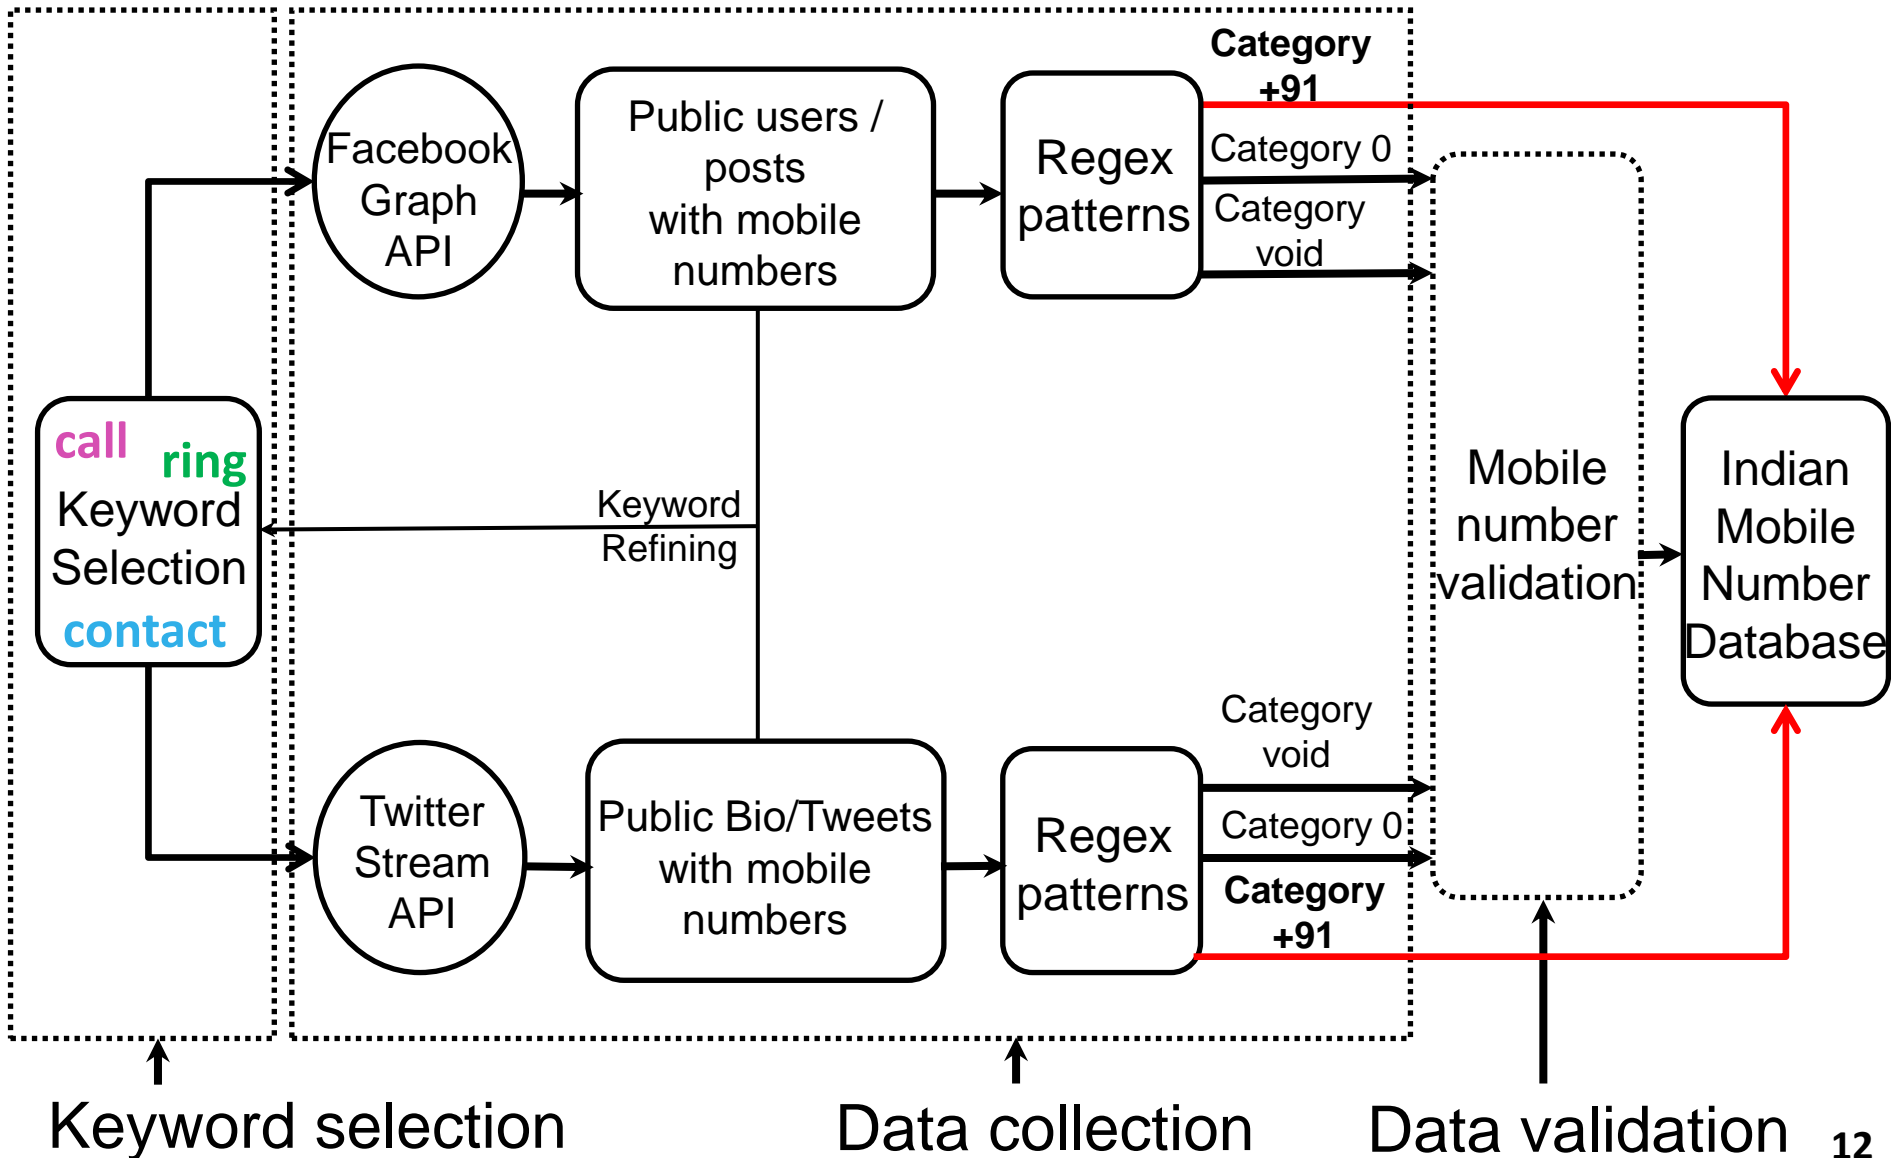 Category
+91
Facebook
Graph
API
Public users /
posts
with mobile
numbers
Regex
patterns
Category 0
Category
void
call
ring
Keyword
Selection
contact
Keyword
Refining
Mobile
number
validation
Indian
Mobile
Number
Database
Twitter
Stream
API
Public Bio/Tweets
with mobile
numbers
Regex
patterns
Category
void
Category 0
Category
+91
Keyword selection
Data collection
Data validation
12